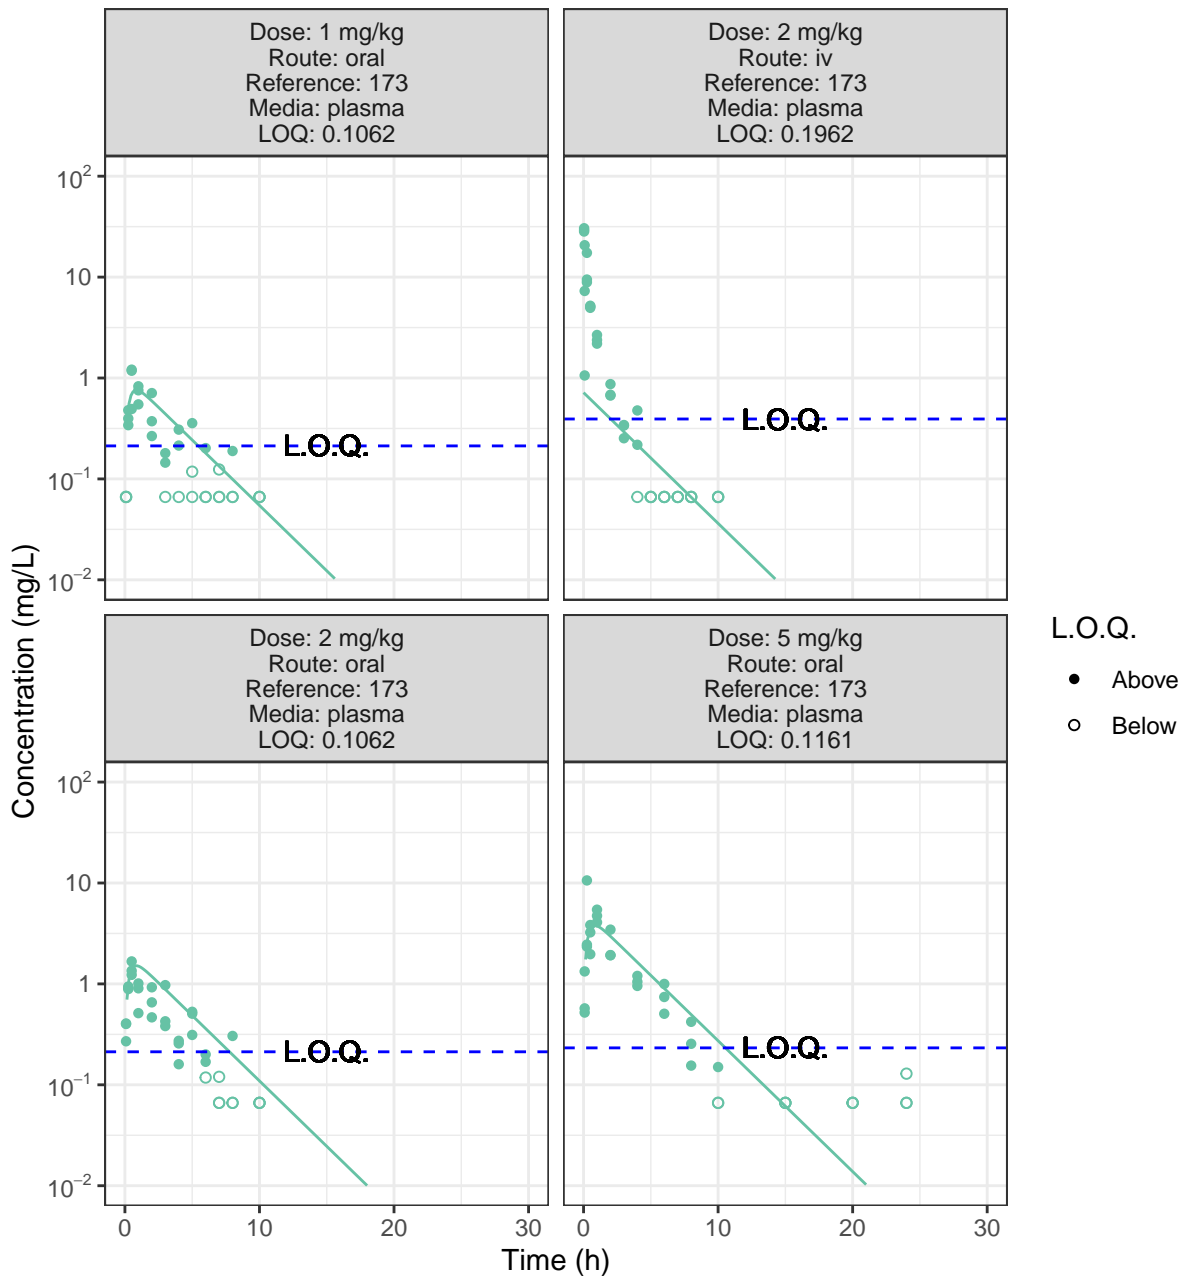 Dose: 1 mg/kg
Route: oral
Reference: 173
Media: plasma
LOQ: 0.1062
Dose: 2 mg/kg
Route: iv
Reference: 173
Media: plasma
LOQ: 0.1962
10²
10
1
10⁻¹
10⁻²
L.O.Q.
L.O.Q.
Dose: 2 mg/kg
Route: oral
Reference: 173
Media: plasma
LOQ: 0.1062
Dose: 5 mg/kg
Route: oral
Reference: 173
Media: plasma
LOQ: 0.1161
10²
10
1
10⁻¹
10⁻²
L.O.Q.
L.O.Q.
0 10 20 30
0 10 20 30
Time (h)
Concentration (mg/L)
L.O.Q.
Above
Below